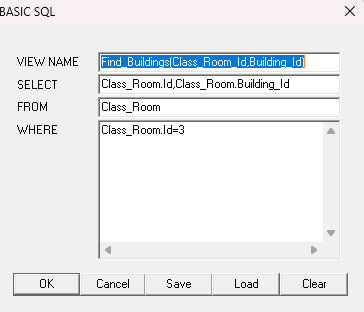 BASIC SQL
VIEW NAME Find_Buildings(Class_Room_Id,Building_Id)
SELECT Class_Room.Id,Class_Room.Building_Id
FROM Class_Room
WHERE Class_Room.Id=3
OK Cancel Save Load Clear